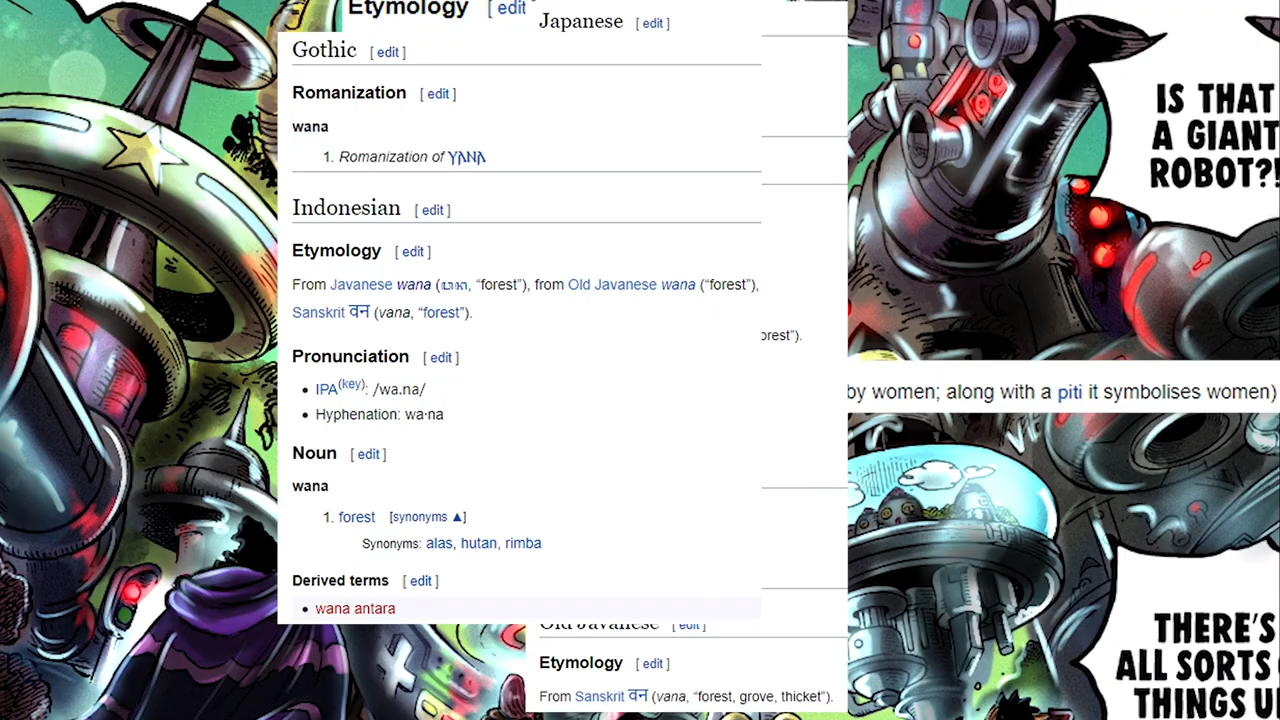 Etymology [ edit
Japanese [ edit ]
Gothic [ edit ]
Romanization [ edit ]
wana
1. Romanization of 𐍅𐌰𐌽𐌰
Indonesian [ edit ]
Etymology [ edit ]
From Javanese wana (ꦮꦤ, “forest”), from Old Javanese wana (“forest”),
Sanskrit वन (vana, “forest”).
Pronunciation [ edit ]
• IPA(key): /wa.na/
• Hyphenation: wa·na
Noun [ edit ]
wana
1. forest [synonyms ▲]
Synonyms: alas, hutan, rimba
Derived terms [ edit ]
• wana antara
orest”).
by women; along with a piti it symbolises women)
Old Javanese [ edit ]
Etymology [ edit ]
From Sanskrit वन (vana, “forest, grove, thicket”).
IS THAT
A GIANT
ROBOT?!
THERE'S
ALL SORTS
THINGS U